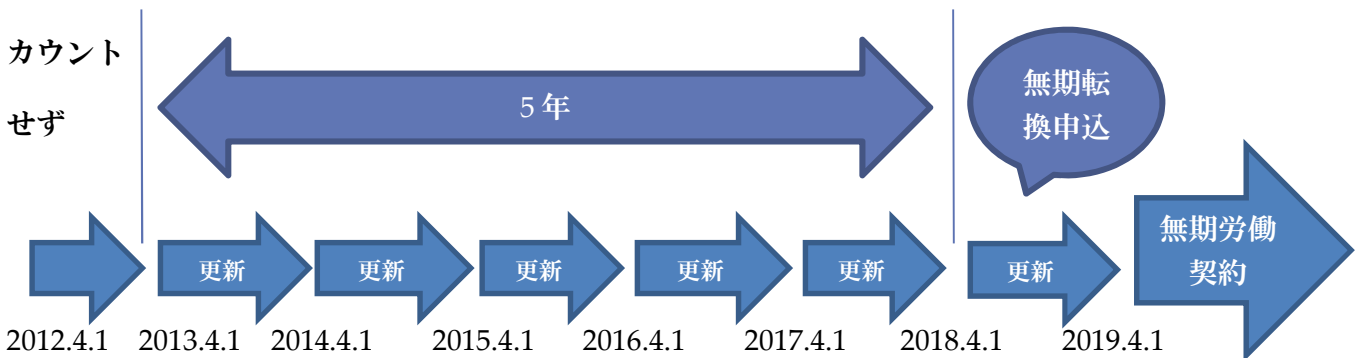 カウント
せず
5年
無期転
換申込
更新
更新
更新
更新
更新
更新
無期労働
契約
2012.4.1
2013.4.1
2014.4.1
2015.4.1
2016.4.1
2017.4.1
2018.4.1
2019.4.1